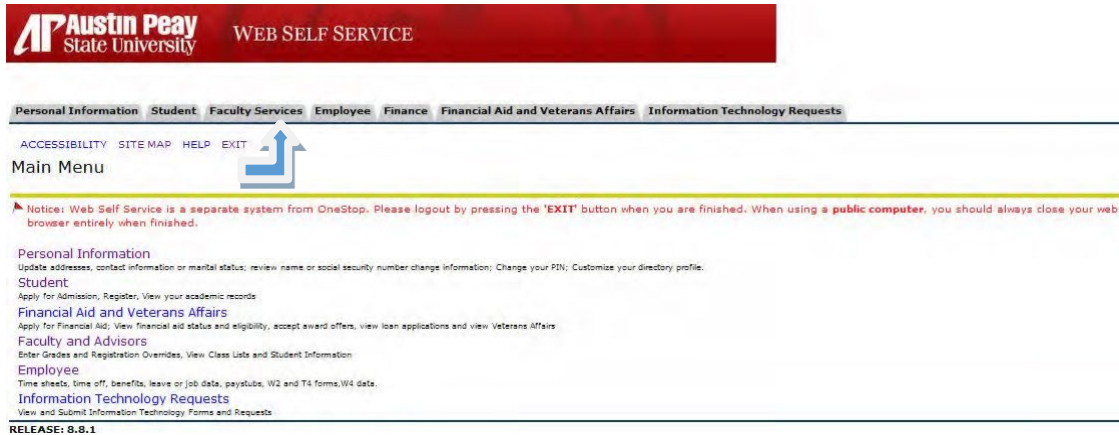 AP Austin Peay
State University
WEB SELF SERVICE
Personal Information Student Faculty Services Employee Finance Financial Aid and Veterans Affairs Information Technology Requests
ACCESSIBILITY SITE MAP HELP EXIT
Main Menu
Notice: Web Self Service is a separate system from OneStop. Please logout by pressing the 'EXIT' button when you are finished. When using a public computer, you should always close your web
browser entirely when finished.
Personal Information
Update addresses, contact information or marital status; review name or social security number change information; Change your PIN; Customize your directory profile.
Student
Apply for Admission, Register, View your academic records
Financial Aid and Veterans Affairs
Apply for Financial Aid; View financial aid status and eligibility, accept award offers, view loan applications and view Veterans Affairs
Faculty and Advisors
Enter Grades and Registration Overrides, View Class Lists and Student Information
Employee
Time sheets, time off, benefits, leave or job data, paystubs, W2 and T4 forms,W4 data.
Information Technology Requests
View and Submit Information Technology Forms and Requests
RELEASE: 8.8.1